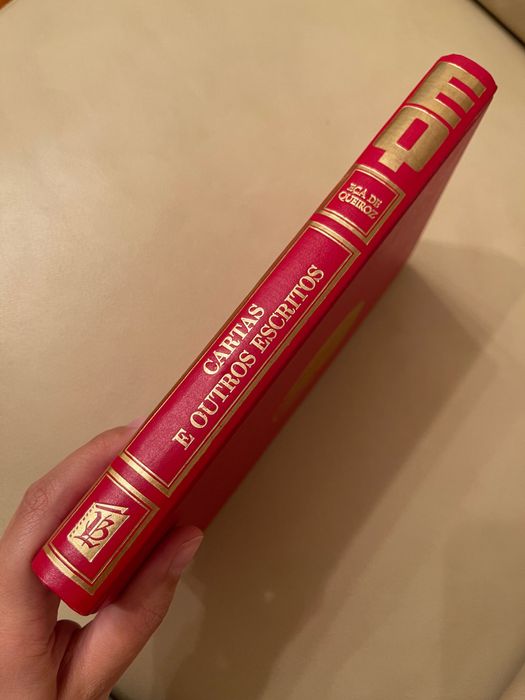 EQ
EÇA DE
QUEIROZ
CARTAS
E OUTROS ESCRITOS